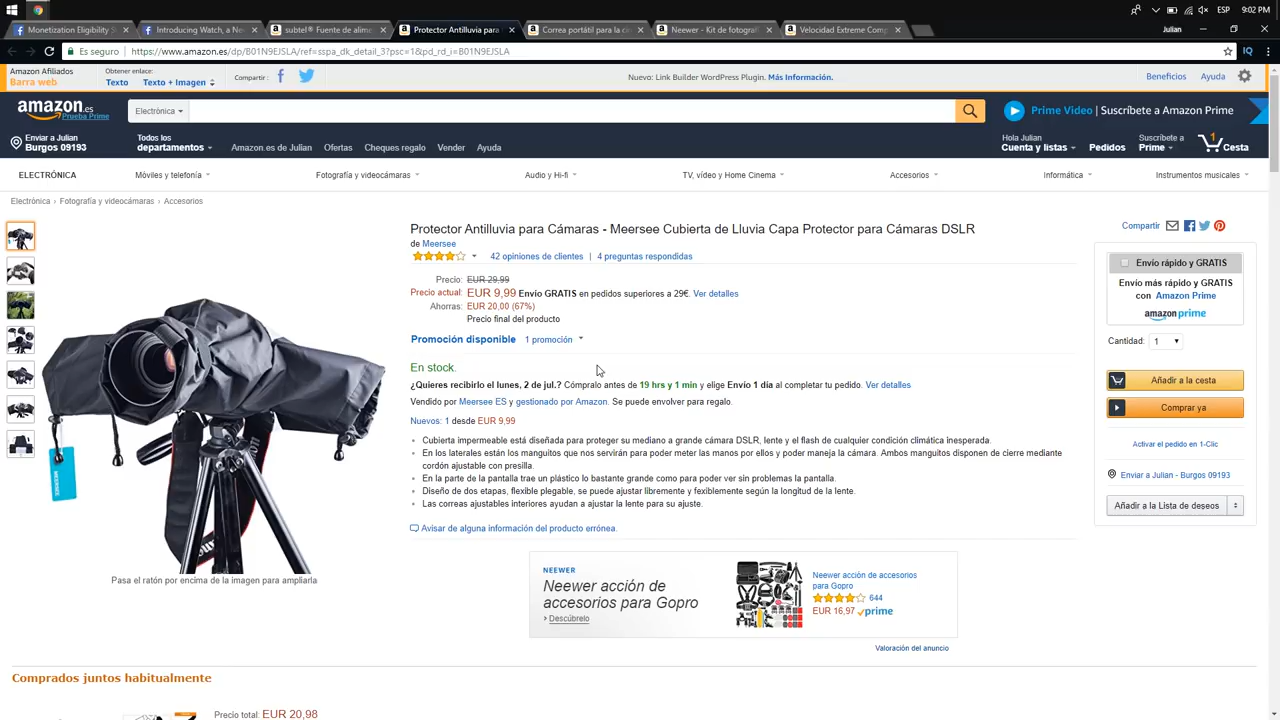 ESP 9:02 PM
Monetization Eligibility S
Introducing Watch, a Ne
subtel® Fuente de alime
Protector Antilluvia para
Correa portátil para la c
Neewer - Kit de fotograf
Velocidad Extreme Comp
Julian
Es seguro https://www.amazon.es/dp/B01N9EJSLA/ref=sspa_dk_detail_3?psc=1&pd_rd_i=B01N9EJSLA
IQ
Amazon Afiliados
Barra web
Obtener enlace:
Texto Texto + Imagen
Compartir :
Nuevo: Link Builder WordPress Plugin. Más Información.
Beneficios Ayuda
amazon.es
Prueba Prime
Electrónica
Prime Video | Suscríbete a Amazon Prime
Enviar a Julian
Burgos 09193
Todos los
departamentos
Amazon.es de Julian Ofertas Cheques regalo Vender Ayuda
Hola Julian
Cuenta y listas
Pedidos
Suscríbete a
Prime
1
Cesta
ELECTRÓNICA Móviles y telefonía Fotografía y videocámaras Audio y Hi-fi TV, vídeo y Home Cinema Accesorios Informática Instrumentos musicales
Electrónica › Fotografía y videocámaras › Accesorios
Protector Antilluvia para Cámaras - Meersee Cubierta de Lluvia Capa Protector para Cámaras DSLR
de Meersee
42 opiniones de clientes | 4 preguntas respondidas
Precio: EUR 29,99
Precio actual: EUR 9,99 Envío GRATIS en pedidos superiores a 29€. Ver detalles
Ahorras: EUR 20,00 (67%)
Precio final del producto
Promoción disponible 1 promoción
En stock.
¿Quieres recibirlo el lunes, 2 de jul.? Cómpralo antes de 19 hrs y 1 min y elige Envío 1 día al completar tu pedido. Ver detalles
Vendido por Meersee ES y gestionado por Amazon. Se puede envolver para regalo.
Nuevos: 1 desde EUR 9,99
Cubierta impermeable está diseñada para proteger su mediano a grande cámara DSLR, lente y el flash de cualquier condición climática inesperada.
En los laterales están los manguitos que nos servirán para poder meter las manos por ellos y poder maneja la cámara. Ambos manguitos disponen de cierre mediante
cordón ajustable con presilla.
En la parte de la pantalla trae un plástico lo bastante grande como para poder ver sin problemas la pantalla.
Diseño de dos etapas, flexible plegable, se puede ajustar libremente y fexiblemente según la longitud de la lente.
Las correas ajustables interiores ayudan a ajustar la lente para su ajuste.
Avisar de alguna información del producto errónea.
MEERSEE
Pasa el ratón por encima de la imagen para ampliarla
Compartir
Envío rápido y GRATIS
Envío más rápido y GRATIS
con Amazon Prime
amazon prime
Cantidad: 1
Añadir a la cesta
Comprar ya
Activar el pedido en 1-Clic
Enviar a Julian - Burgos 09193
Añadir a la Lista de deseos
NEEWER
Neewer acción de
accesorios para Gopro
› Descúbrelo
Neewer acción de accesorios
para Gopro
644
EUR 16,97 prime
Valoración del anuncio
Comprados juntos habitualmente
Precio total: EUR 20,98